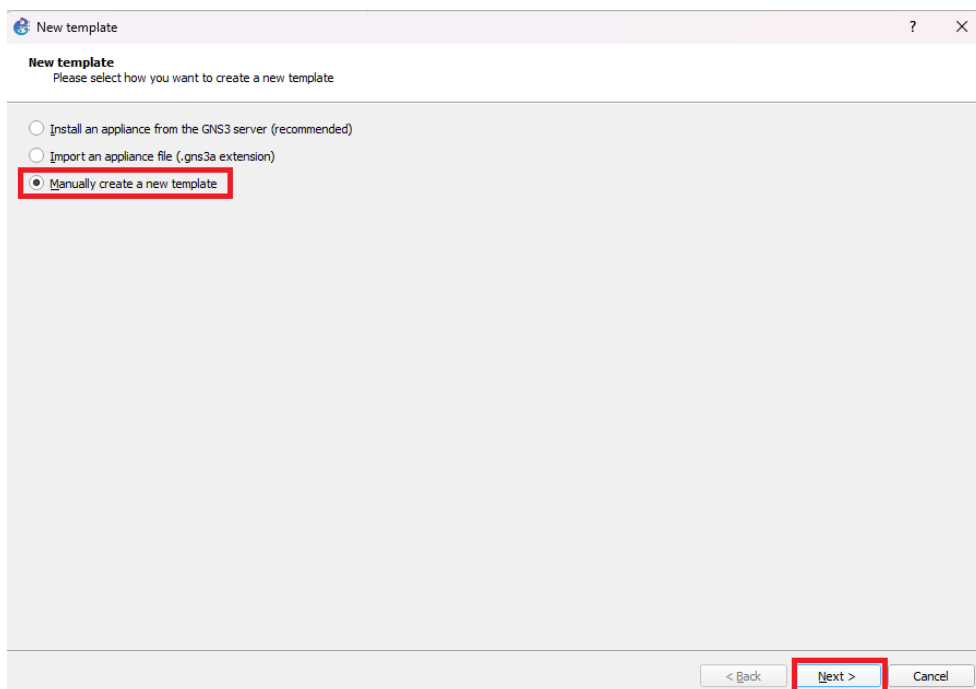 New template
New template
Please select how you want to create a new template
Install an appliance from the GNS3 server (recommended)
Import an appliance file (.gns3a extension)
Manually create a new template
< Back Next > Cancel